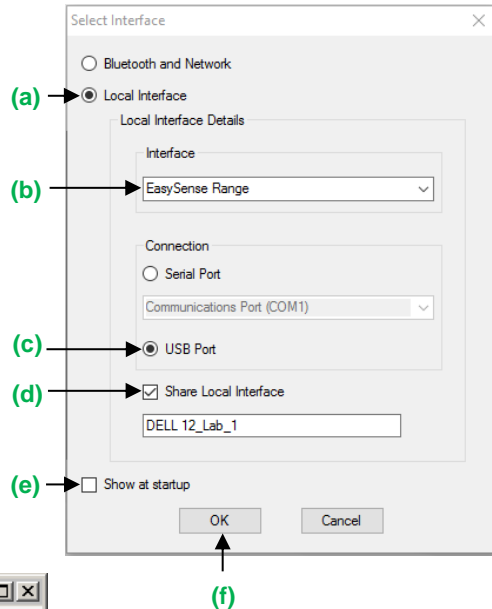 Select Interface
Bluetooth and Network
(a) Local Interface
Local Interface Details
Interface
(b) EasySense Range
Connection
Serial Port
Communications Port (COM1)
(c) USB Port
(d) Share Local Interface
DELL 12_Lab_1
(e) Show at startup
OK Cancel
(f)